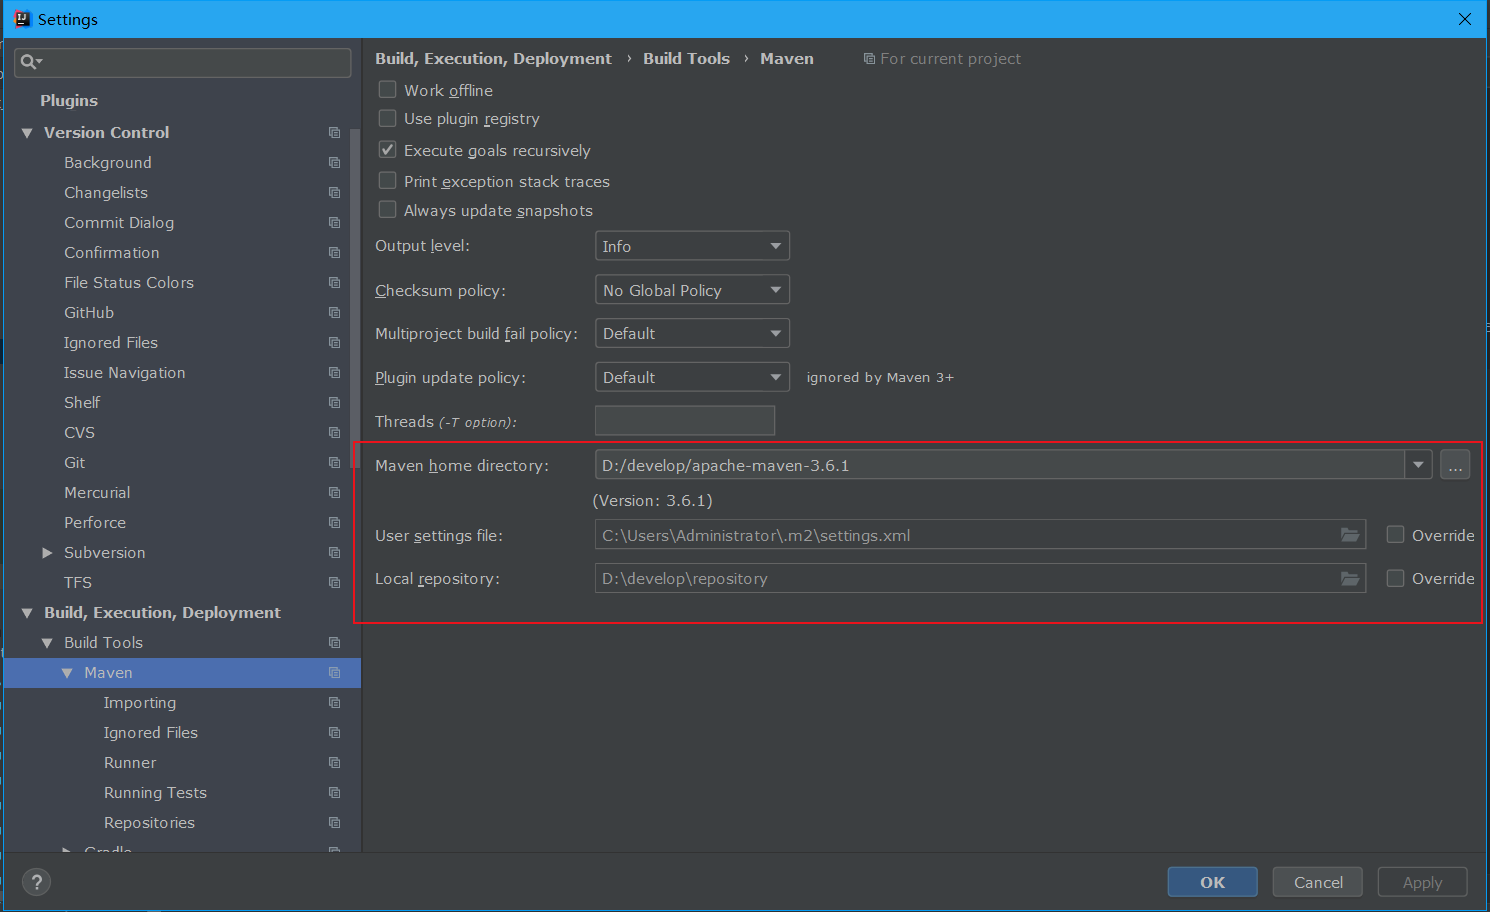 Settings
Plugins
Version Control
Background
Changelists
Commit Dialog
Confirmation
File Status Colors
GitHub
Ignored Files
Issue Navigation
Shelf
CVS
Git
Mercurial
Perforce
Subversion
TFS
Build, Execution, Deployment
Build Tools
Maven
Importing
Ignored Files
Runner
Running Tests
Repositories
Gradle
Build, Execution, Deployment › Build Tools › Maven For current project
Work offline
Use plugin registry
Execute goals recursively
Print exception stack traces
Always update snapshots
Output level: Info
Checksum policy: No Global Policy
Multiproject build fail policy: Default
Plugin update policy: Default ignored by Maven 3+
Threads (-T option):
Maven home directory: D:/develop/apache-maven-3.6.1 ...
(Version: 3.6.1)
User settings file: C:\Users\Administrator\.m2\settings.xml Override
Local repository: D:\develop\repository Override
? OK Cancel Apply